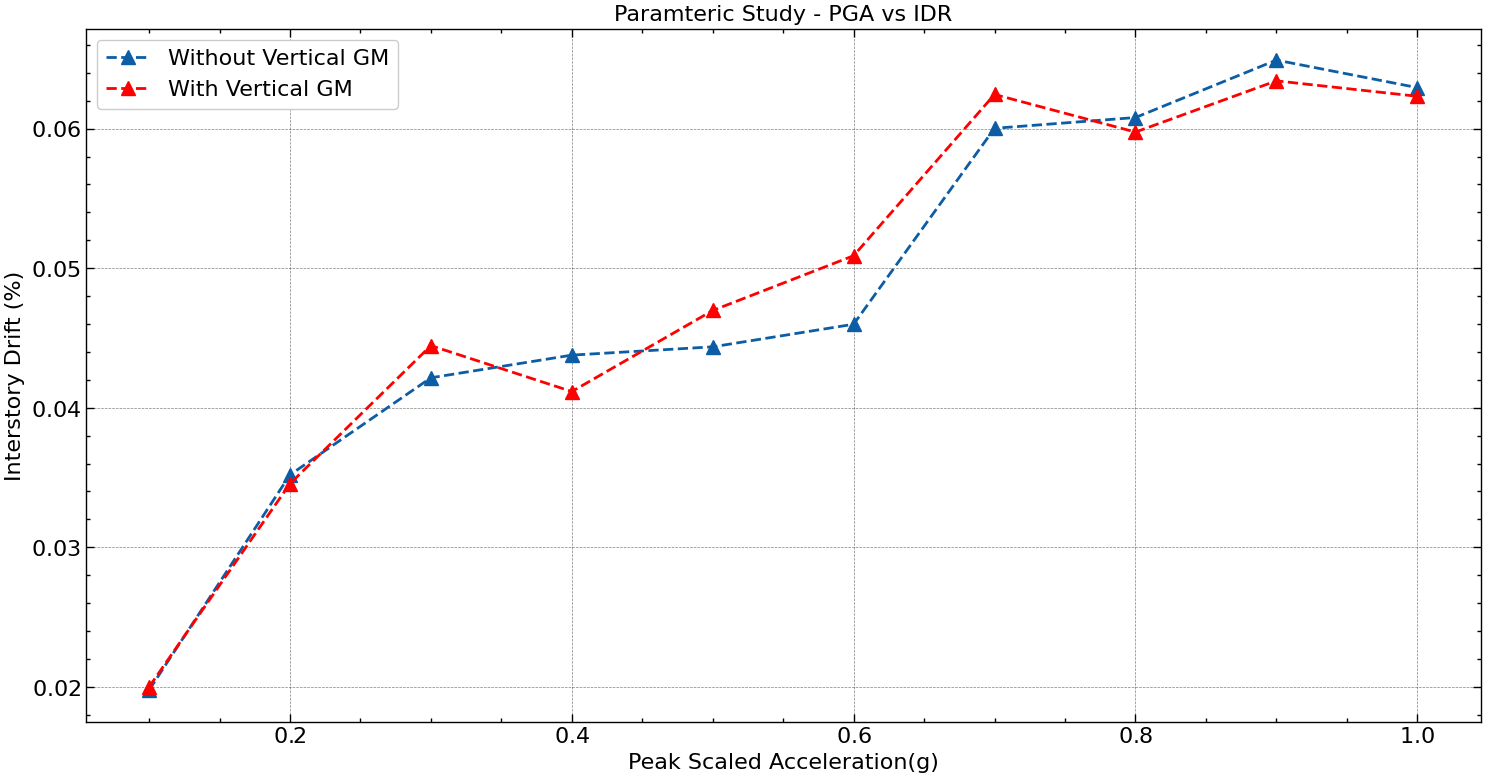 Paramteric Study - PGA vs IDR
Without Vertical GM
With Vertical GM
0.06
0.05
0.04
0.03
0.02
Interstory Drift (%)
0.2 0.4 0.6 0.8 1.0
Peak Scaled Acceleration(g)